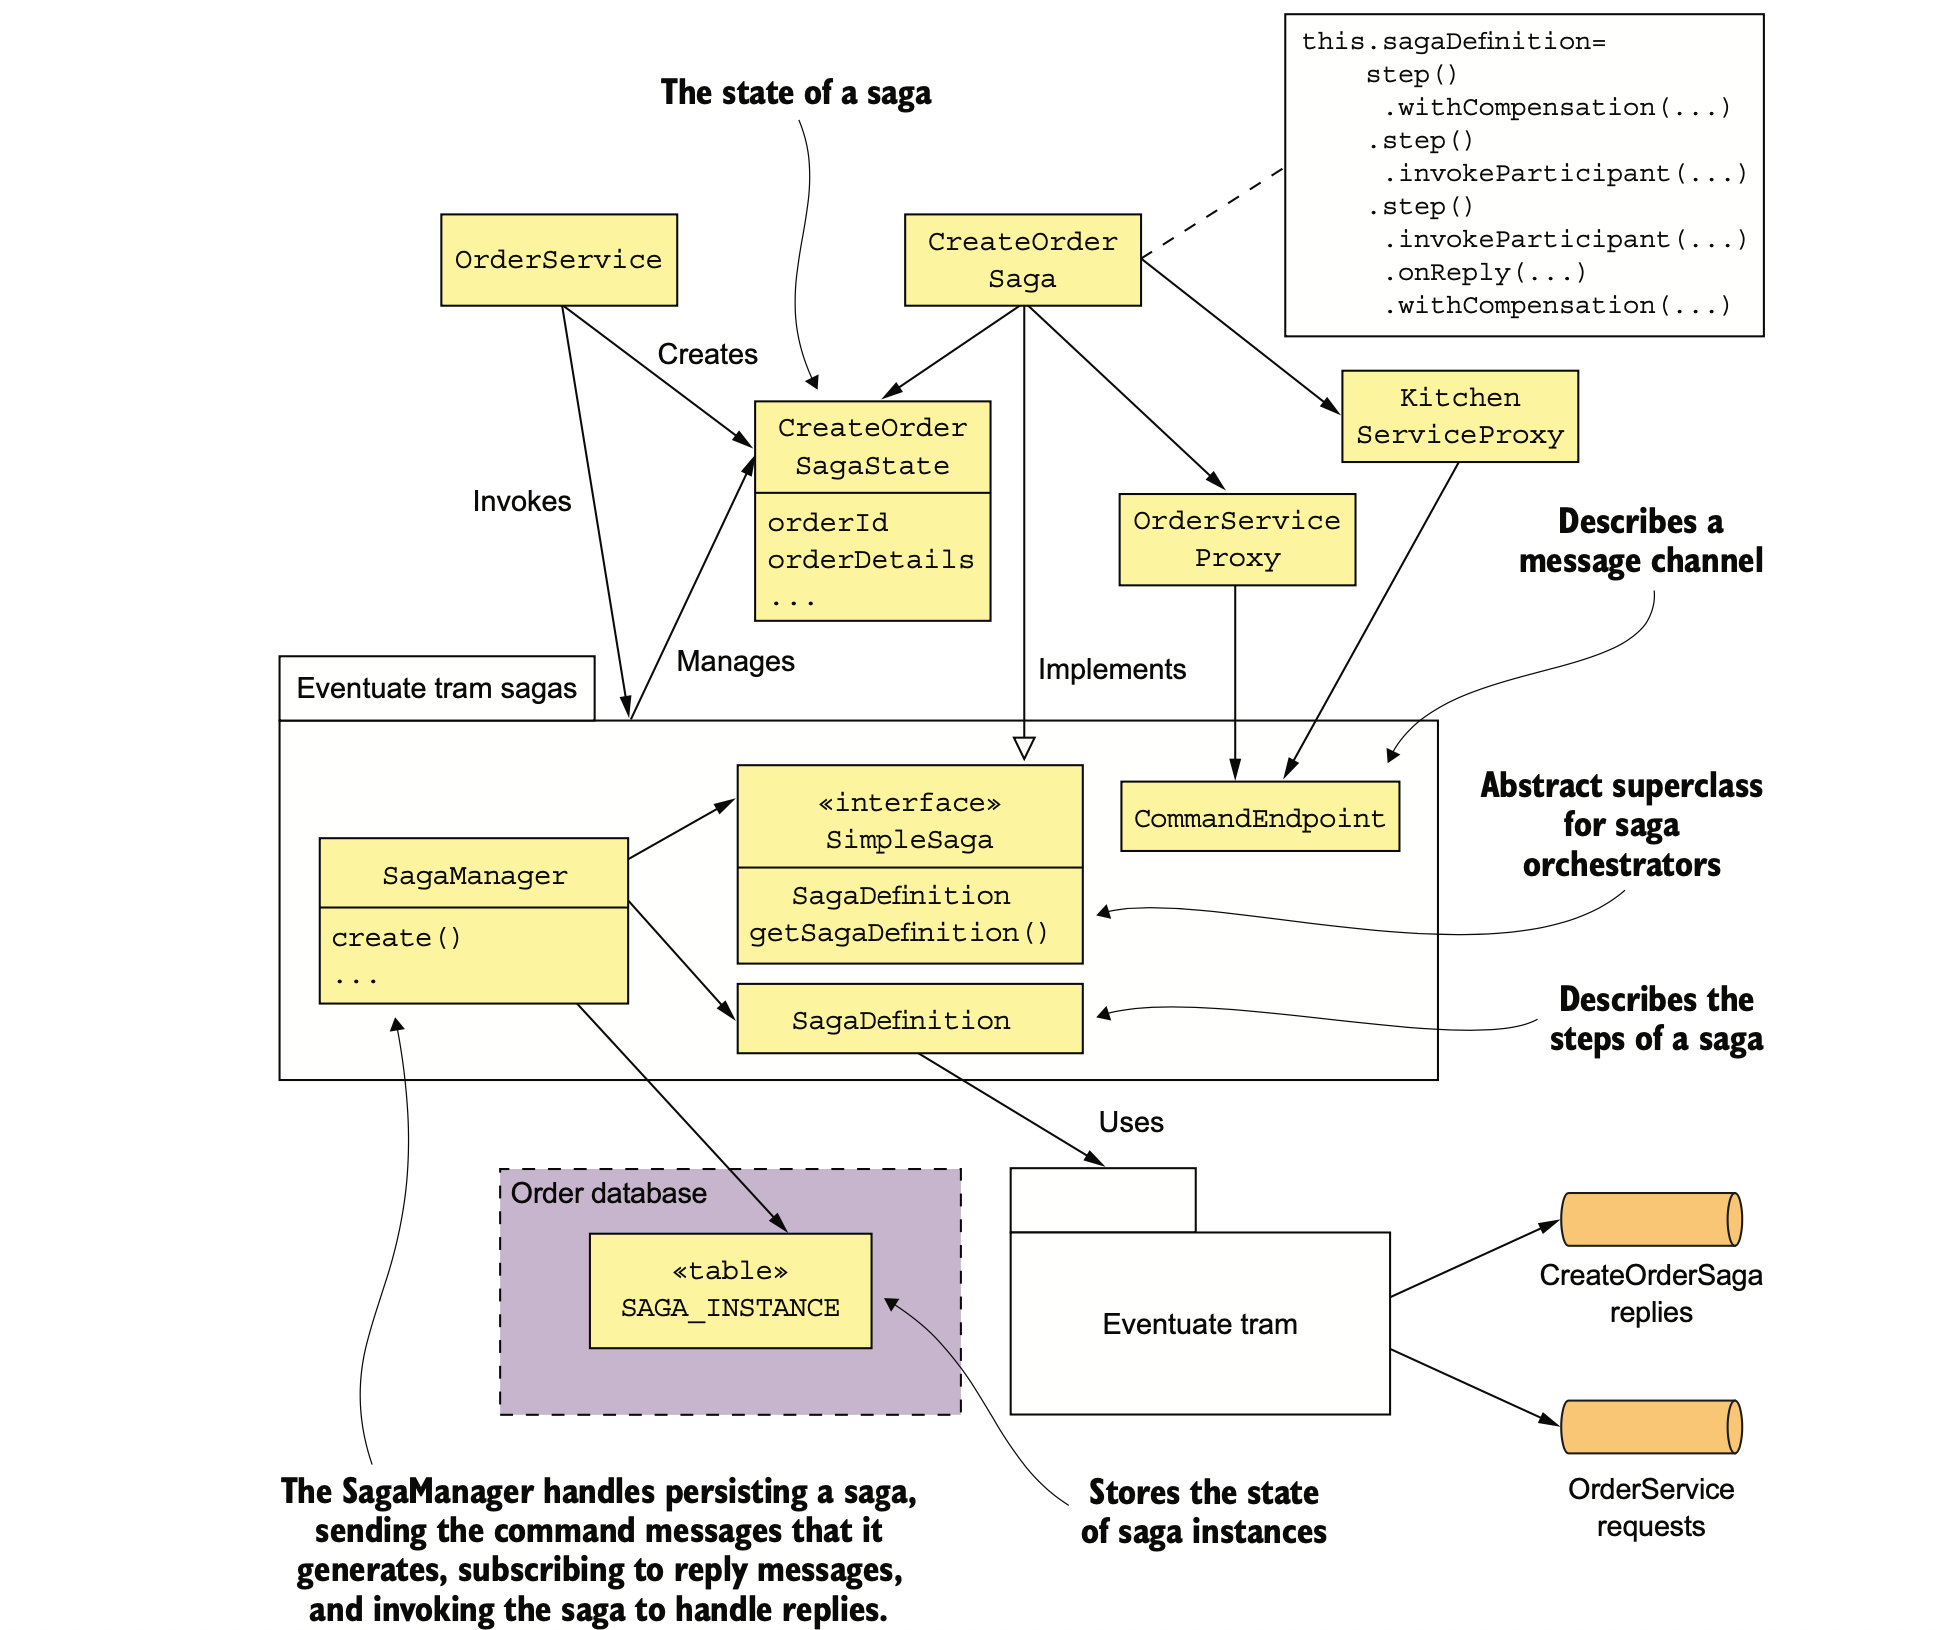 this.sagaDefinition=
step()
.withCompensation(...)
.step()
.invokeParticipant(...)
.step()
.invokeParticipant(...)
.onReply(...)
.withCompensation(...)
The state of a saga
OrderService
CreateOrder
Saga
Creates
Kitchen
ServiceProxy
CreateOrder
SagaState
orderId
orderDetails
...
Invokes
OrderService
Proxy
Describes a
message channel
Manages
Implements
Eventuate tram sagas
«interface»
SimpleSaga
SagaDefinition
getSagaDefinition()
CommandEndpoint
Abstract superclass
for saga
orchestrators
SagaManager
create()
...
SagaDefinition
Describes the
steps of a saga
Uses
Order database
«table»
SAGA_INSTANCE
Eventuate tram
CreateOrderSaga
replies
OrderService
requests
The SagaManager handles persisting a saga,
sending the command messages that it
generates, subscribing to reply messages,
and invoking the saga to handle replies.
Stores the state
of saga instances